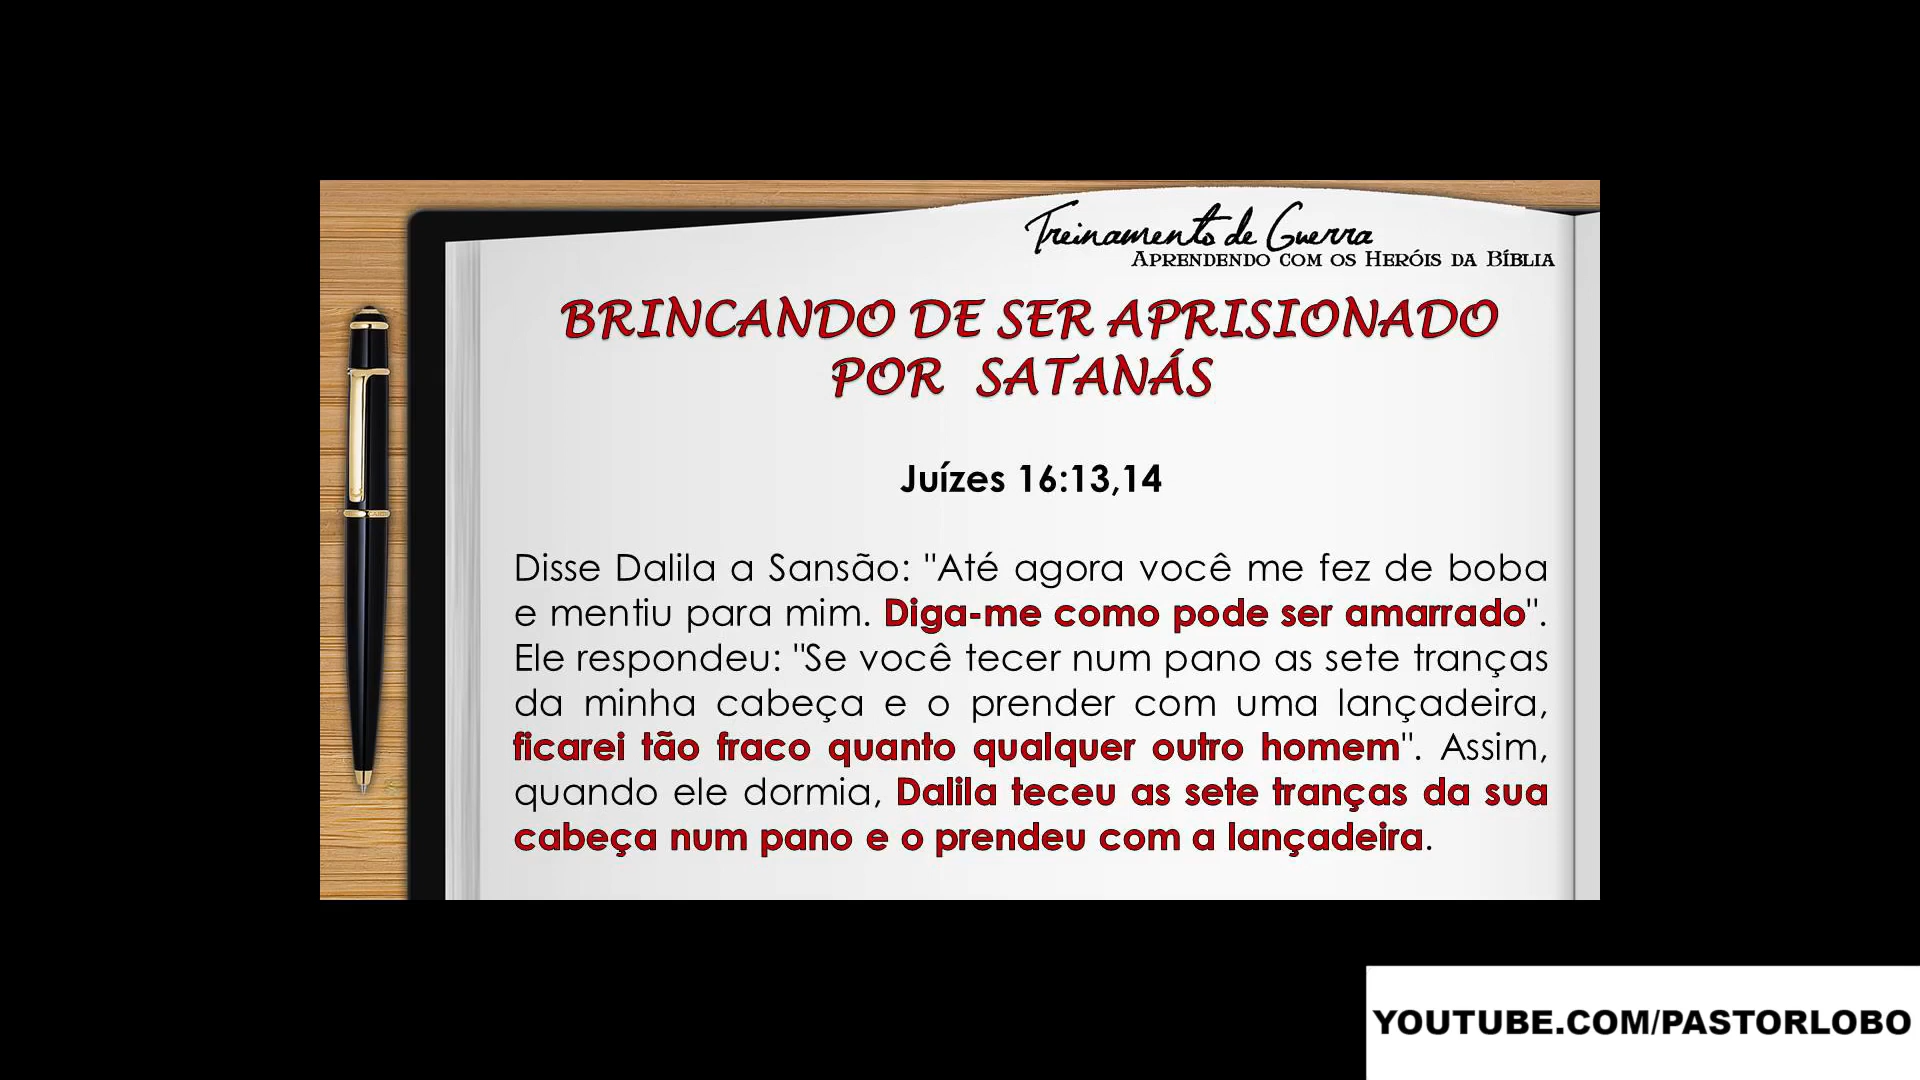 Treinamento de Guerra
Aprendendo com os Heróis da Bíblia
BRINCANDO DE SER APRISIONADO
POR SATANÁS
Juízes 16:13,14
Disse Dalila a Sansão: "Até agora você me fez de boba
e mentiu para mim. Diga-me como pode ser amarrado".
Ele respondeu: "Se você tecer num pano as sete tranças
da minha cabeça e o prender com uma lançadeira,
ficarei tão fraco quanto qualquer outro homem". Assim,
quando ele dormia, Dalila teceu as sete tranças da sua
cabeça num pano e o prendeu com a lançadeira.
YOUTUBE.COM/PASTORLOBO